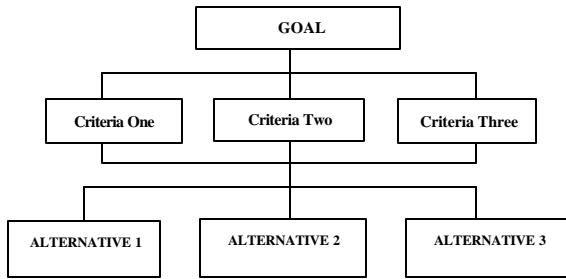 GOAL
Criteria One
Criteria Two
Criteria Three
ALTERNATIVE 1
ALTERNATIVE 2
ALTERNATIVE 3